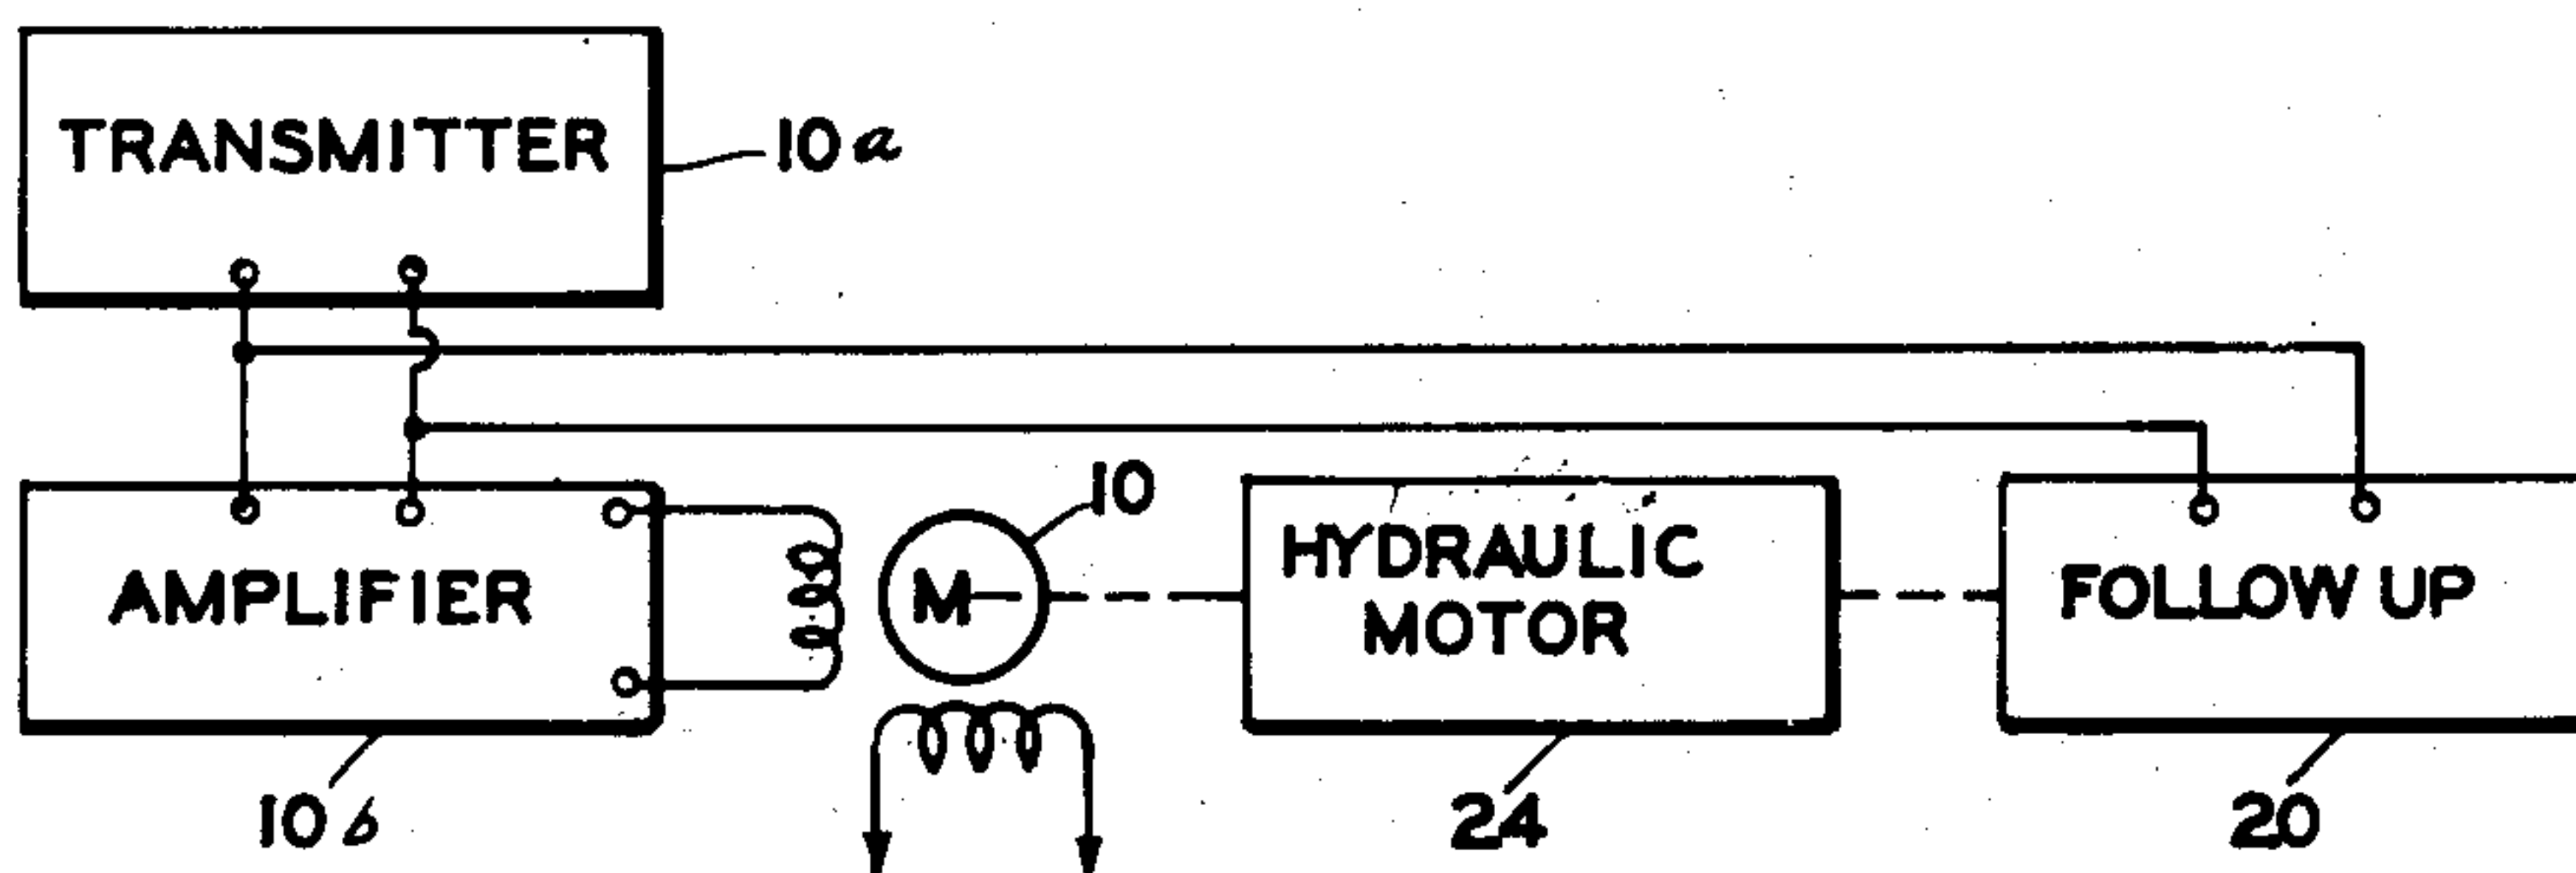 TRANSMITTER
10a
10
AMPLIFIER
M
HYDRAULIC
MOTOR
FOLLOW UP
10b
24
20